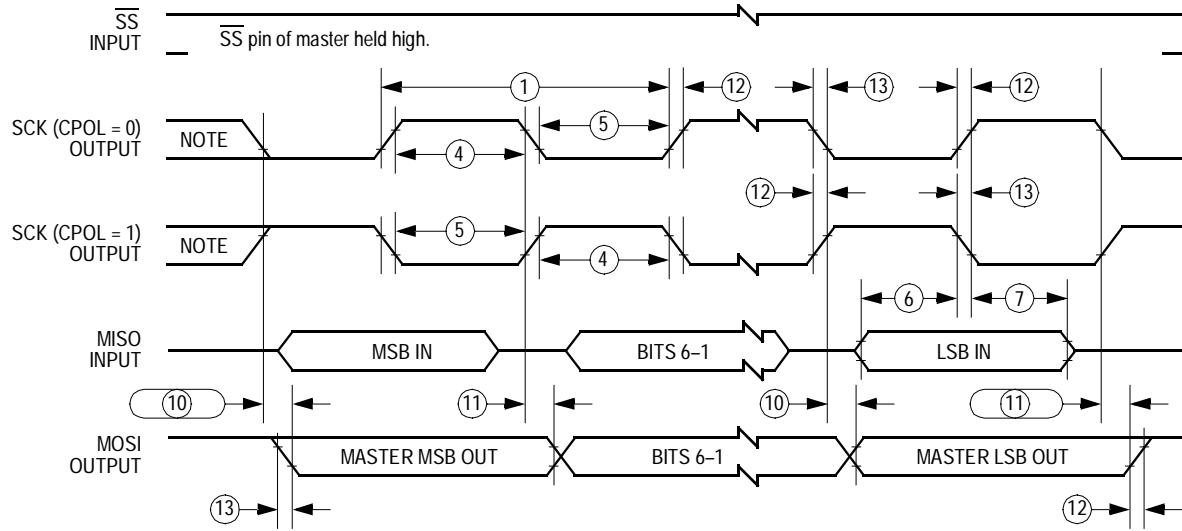 SS
INPUT
SS pin of master held high.
1
12
13
12
SCK (CPOL = 0)
OUTPUT
NOTE
5
4
12
13
SCK (CPOL = 1)
OUTPUT
NOTE
5
4
6
7
MISO
INPUT
MSB IN
BITS 6–1
LSB IN
10
11
10
11
MOSI
OUTPUT
MASTER MSB OUT
BITS 6–1
MASTER LSB OUT
13
12